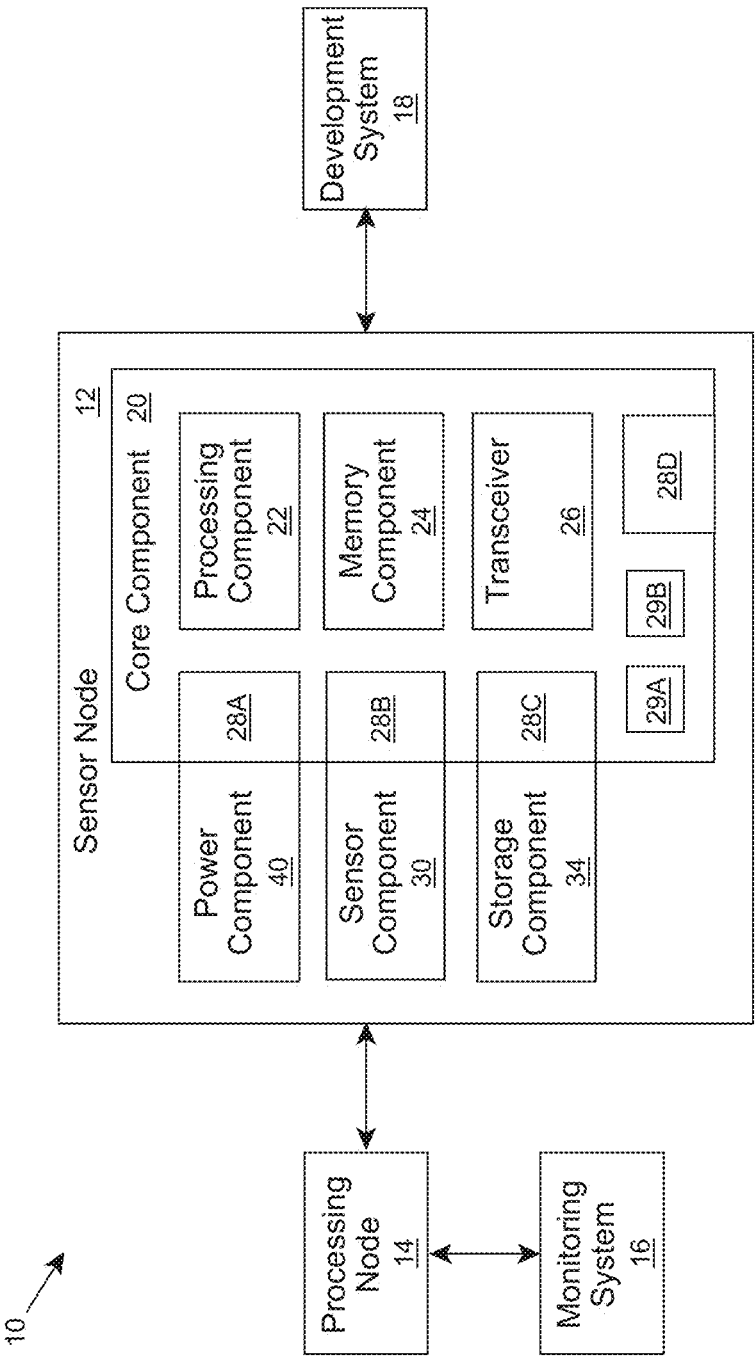 10
Processing
Node
14
Monitoring
System
16
Sensor Node
12
Core Component
20
Power
Component
40
28A
Processing
Component
22
Sensor
Component
30
28B
Memory
Component
24
Storage
Component
34
28C
Transceiver
26
29A
29B
28D
Development
System
18